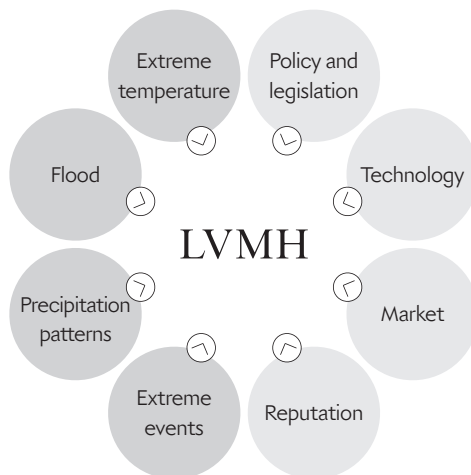 Extreme
temperature
Policy and
legislation
Flood
Technology
LVMH
Precipitation
patterns
Market
Extreme
events
Reputation